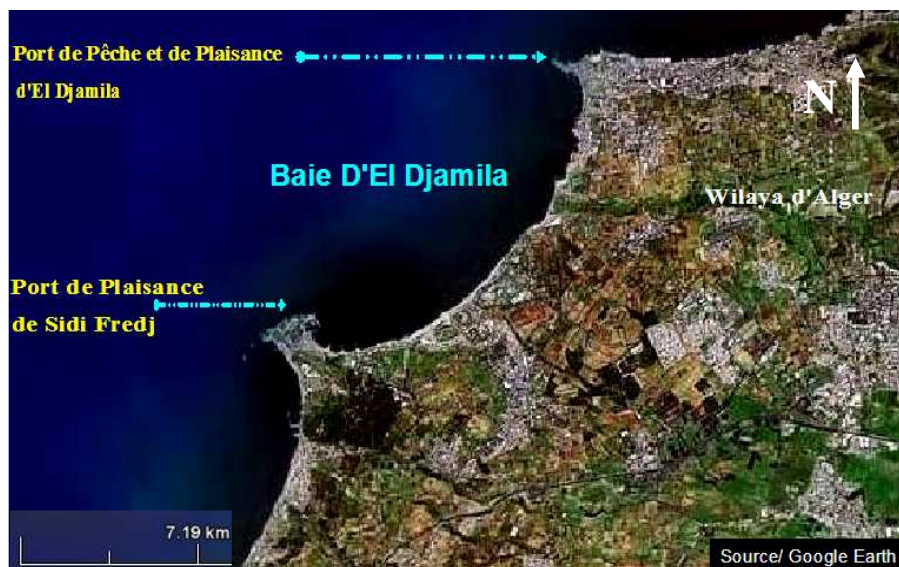 Port de Pêche et de Plaisance
d'El Djamila
N
Baie D'El Djamila
Wilaya d'Alger
Port de Plaisance
de Sidi Fredj
7.19 km
Source/ Google Earth